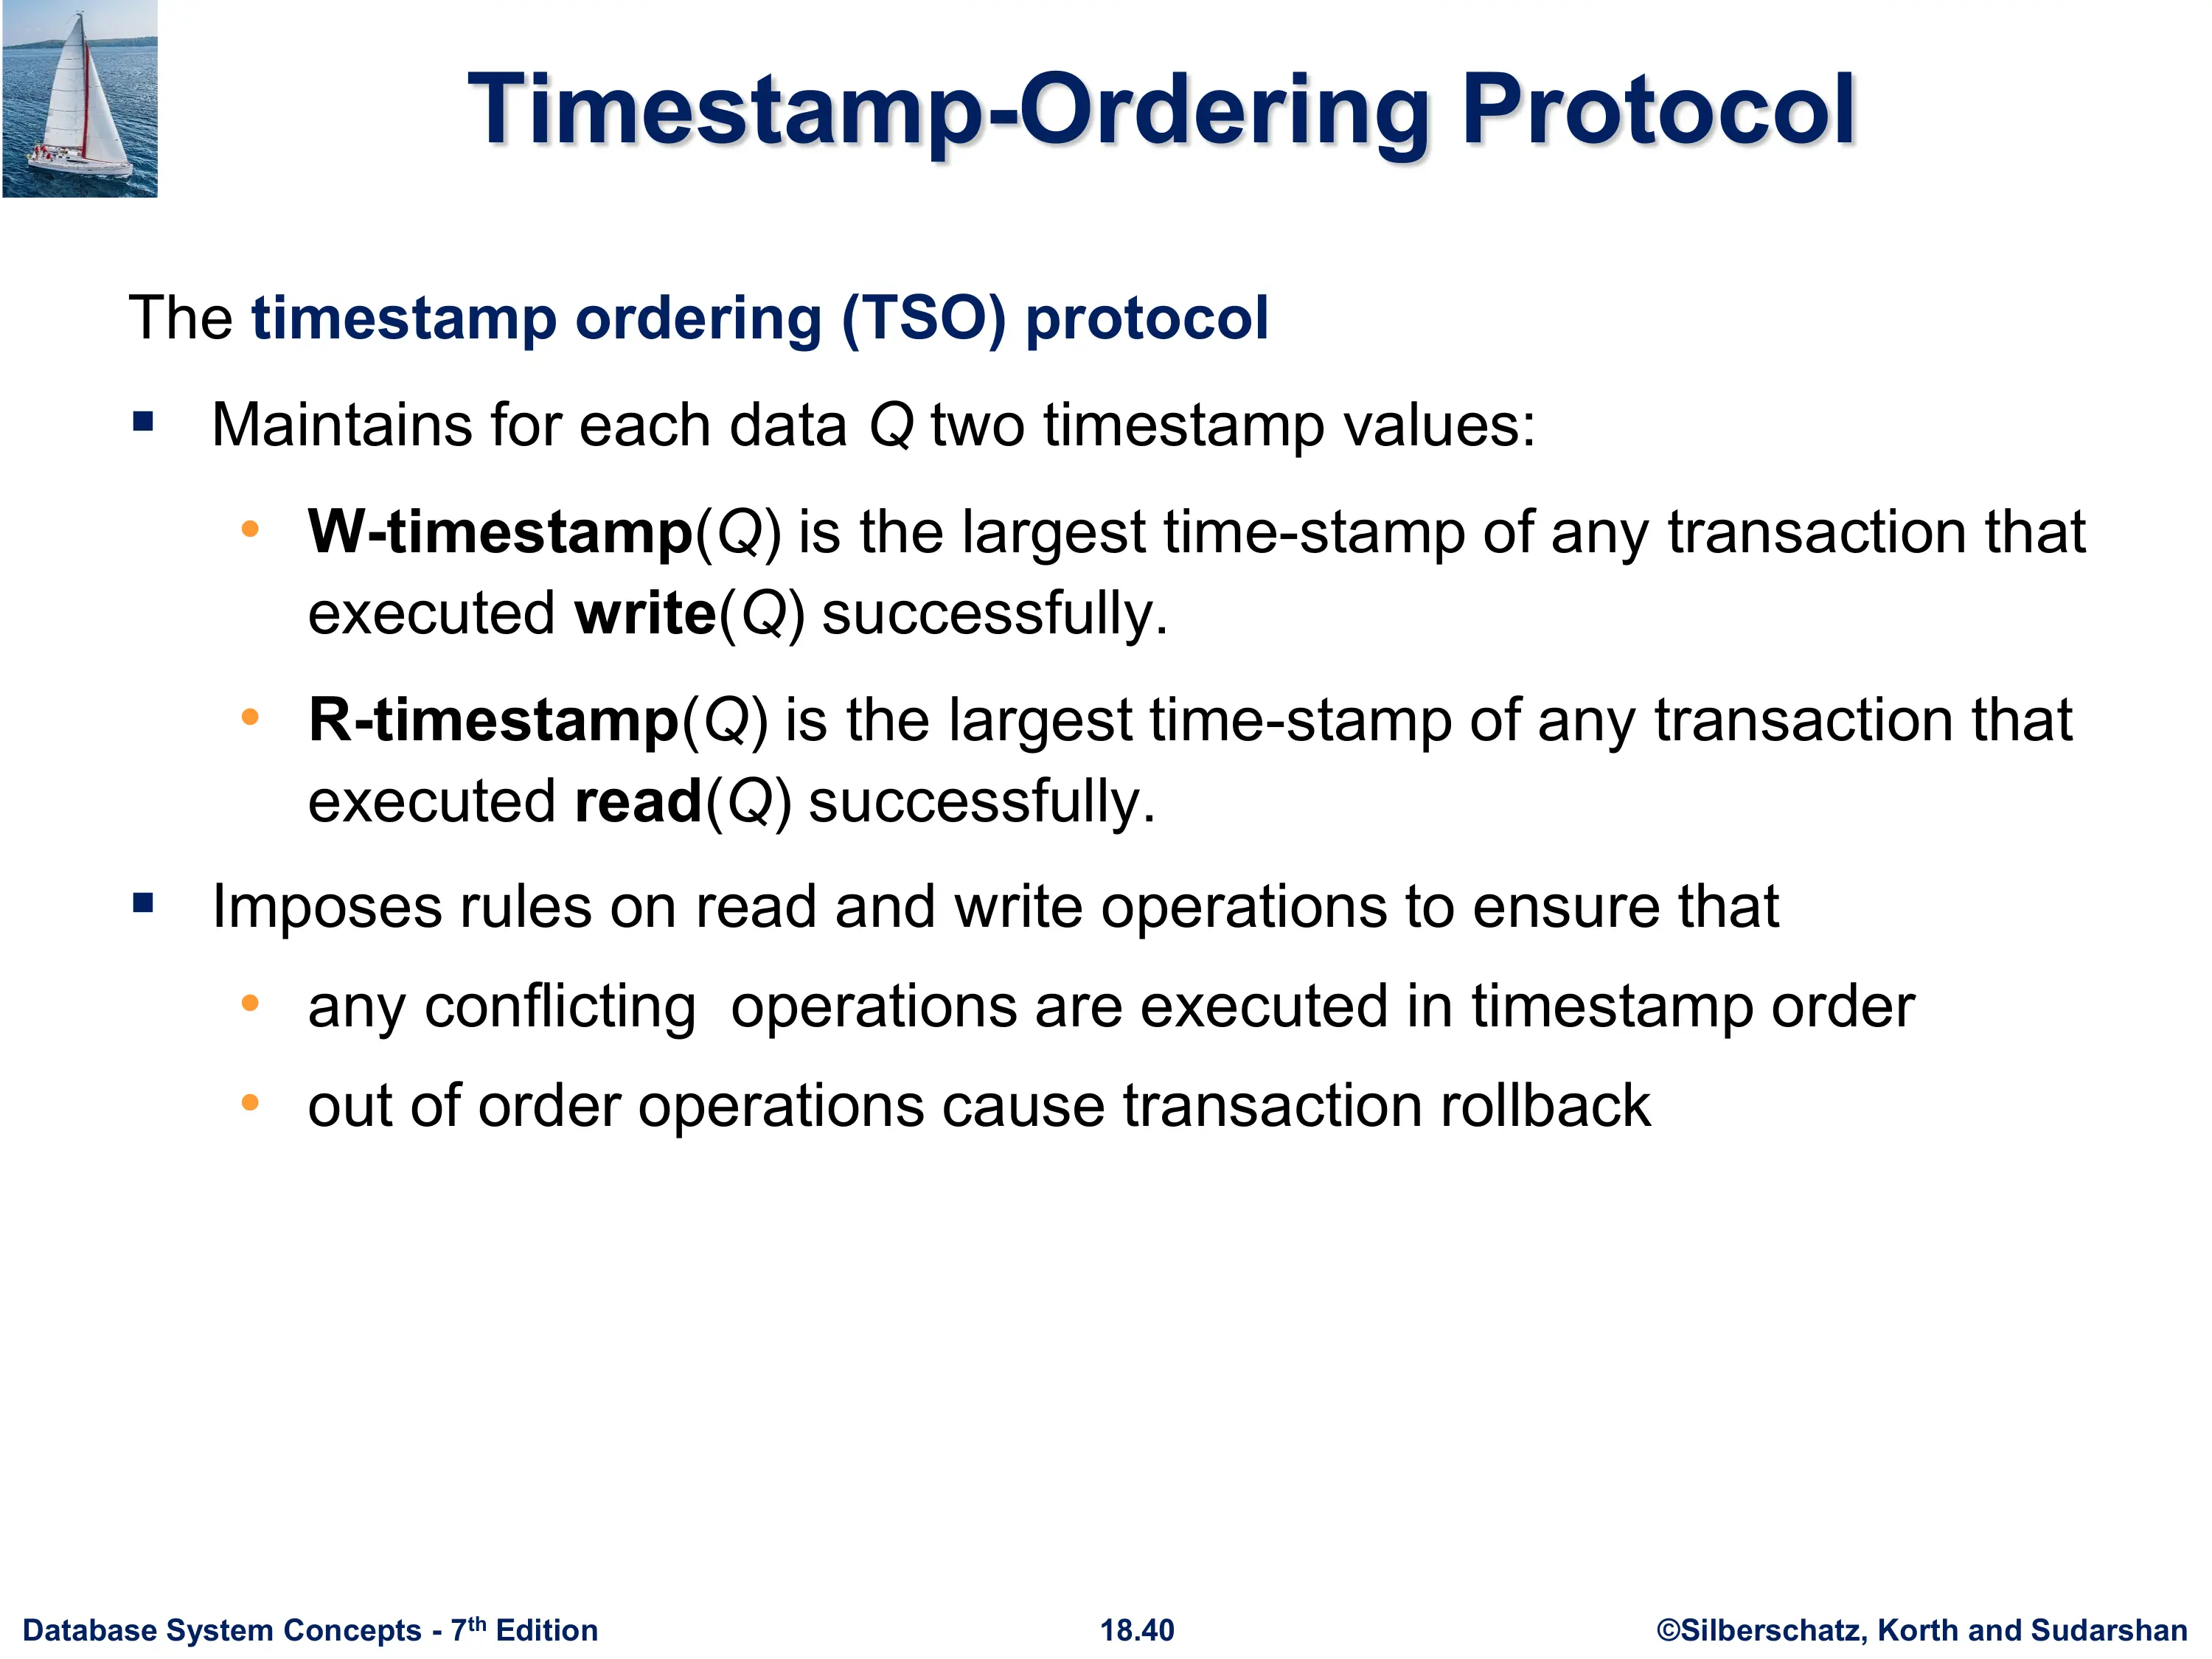 Timestamp-Ordering Protocol
The timestamp ordering (TSO) protocol
▪ Maintains for each data Q two timestamp values:
• W-timestamp(Q) is the largest time-stamp of any transaction that
executed write(Q) successfully.
• R-timestamp(Q) is the largest time-stamp of any transaction that
executed read(Q) successfully.
▪ Imposes rules on read and write operations to ensure that
• any conflicting  operations are executed in timestamp order
• out of order operations cause transaction rollback
Database System Concepts - 7th Edition
18.40
©Silberschatz, Korth and Sudarshan